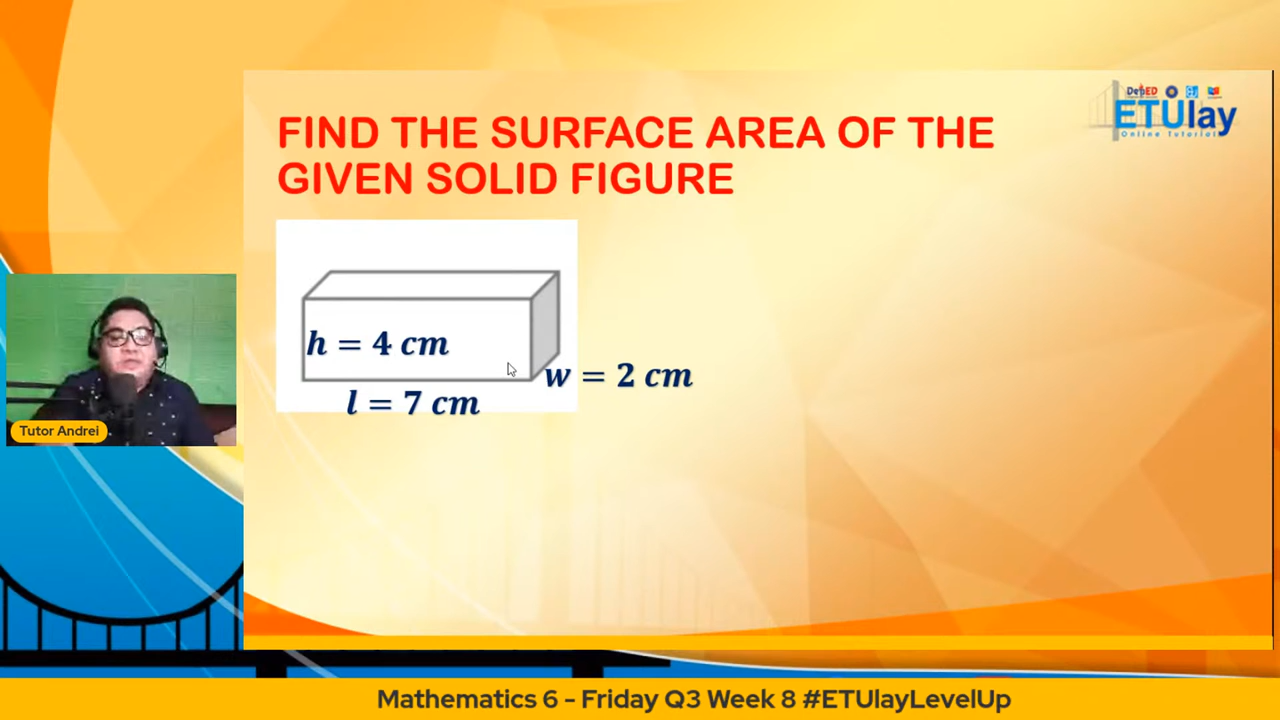 DepED
ETUlay
Online Tutorial
FIND THE SURFACE AREA OF THE
GIVEN SOLID FIGURE
h = 4 cm
w = 2 cm
l = 7 cm
Tutor Andrei
Mathematics 6 - Friday Q3 Week 8 #ETUlayLevelUp